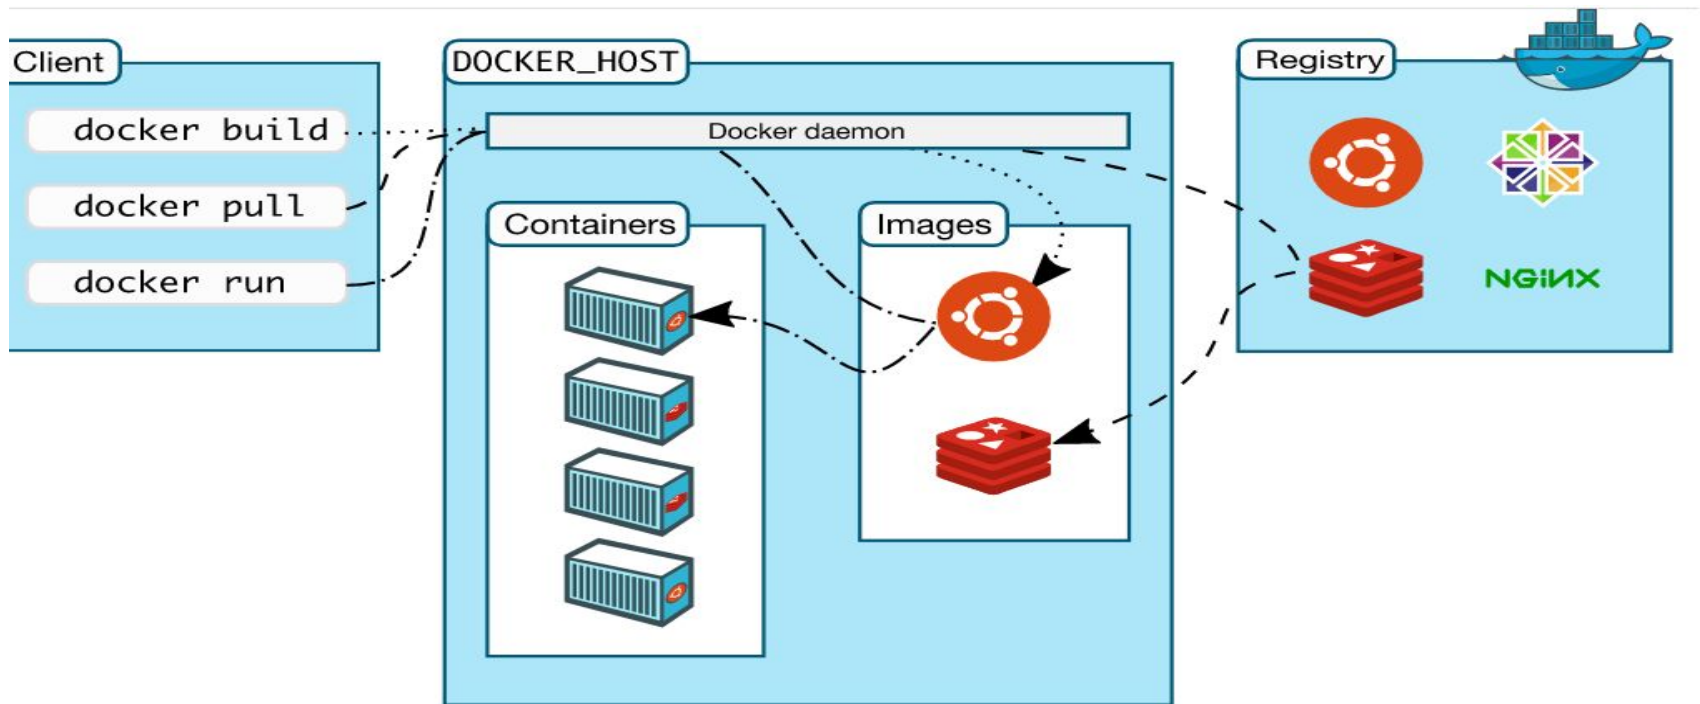 Client
docker build
docker pull
docker run
DOCKER_HOST
Docker daemon
Containers
Images
Registry
NGiNX